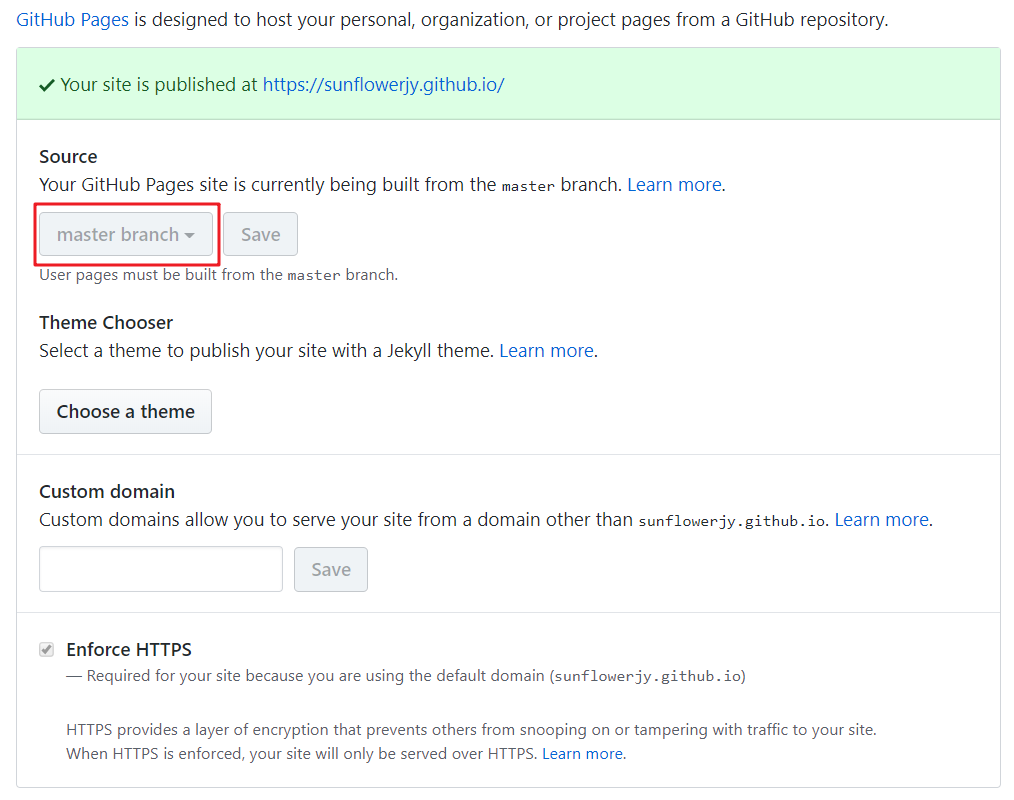 GitHub Pages is designed to host your personal, organization, or project pages from a GitHub repository.
Your site is published at https://sunflowerjy.github.io/
Source
Your GitHub Pages site is currently being built from the master branch. Learn more.
master branch
Save
User pages must be built from the master branch.
Theme Chooser
Select a theme to publish your site with a Jekyll theme. Learn more.
Choose a theme
Custom domain
Custom domains allow you to serve your site from a domain other than sunflowerjy.github.io. Learn more.
Save
Enforce HTTPS
— Required for your site because you are using the default domain (sunflowerjy.github.io)
HTTPS provides a layer of encryption that prevents others from snooping on or tampering with traffic to your site.
When HTTPS is enforced, your site will only be served over HTTPS. Learn more.